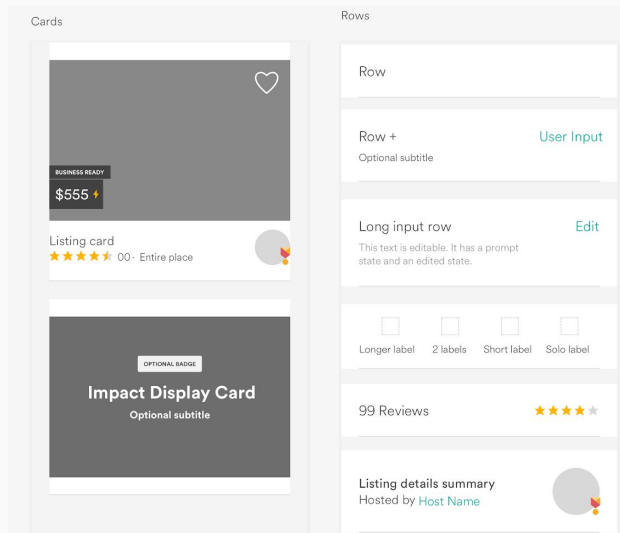 Cards
BUSINESS READY
$555
Listing card
00 · Entire place
OPTIONAL BADGE
Impact Display Card
Optional subtitle
Rows
Row
Row +
User Input
Optional subtitle
Long input row
Edit
This text is editable. It has a prompt
state and an edited state.
Longer label
2 labels
Short label
Solo label
99 Reviews
Listing details summary
Hosted by Host Name